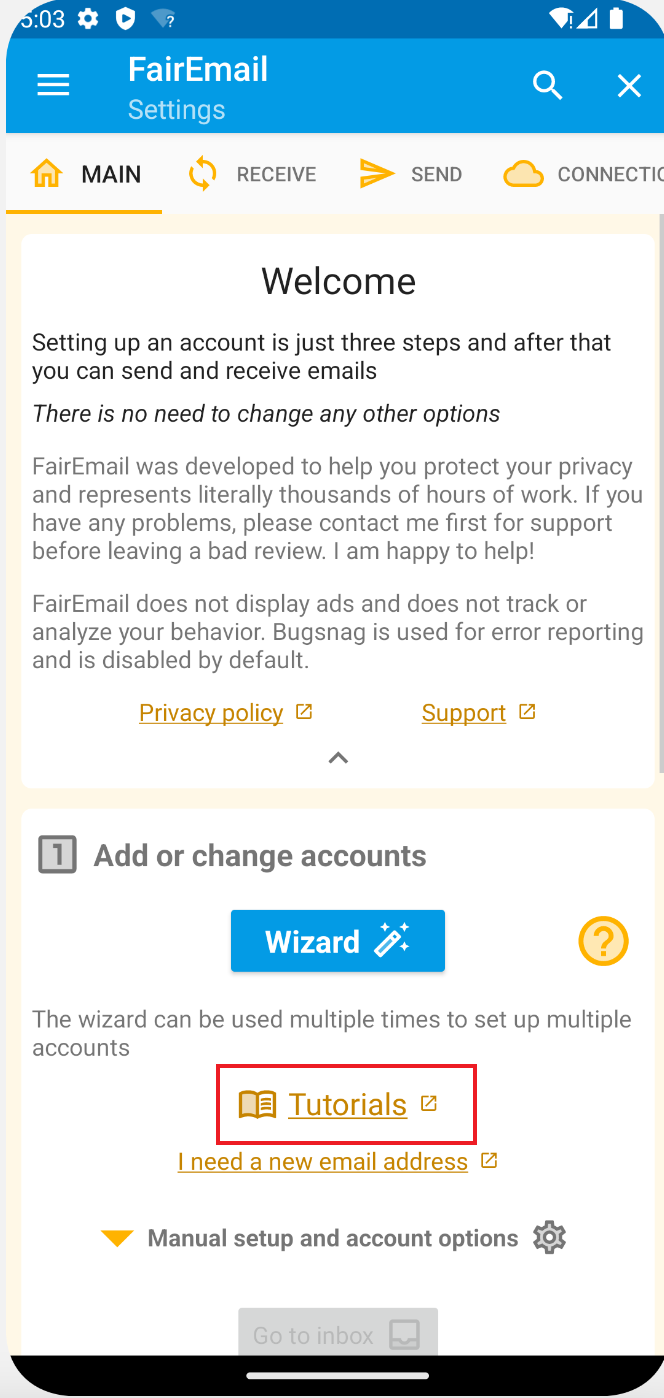 5:03
FairEmail
Settings
MAIN RECEIVE SEND CONNECTIO
Welcome
Setting up an account is just three steps and after that
you can send and receive emails
There is no need to change any other options
FairEmail was developed to help you protect your privacy
and represents literally thousands of hours of work. If you
have any problems, please contact me first for support
before leaving a bad review. I am happy to help!
FairEmail does not display ads and does not track or
analyze your behavior. Bugsnag is used for error reporting
and is disabled by default.
Privacy policy Support
1 Add or change accounts
Wizard ?
The wizard can be used multiple times to set up multiple
accounts
Tutorials
I need a new email address
Manual setup and account options
Go to inbox